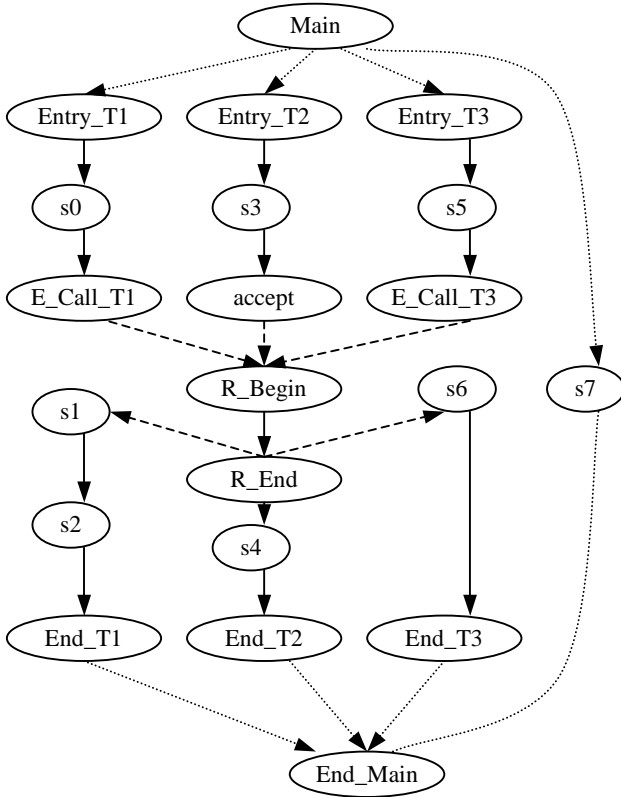 Main
Entry_T1
Entry_T2
Entry_T3
s0
s3
s5
E_Call_T1
accept
E_Call_T3
R_Begin
s6
s7
s1
R_End
s2
s4
End_T1
End_T2
End_T3
End_Main